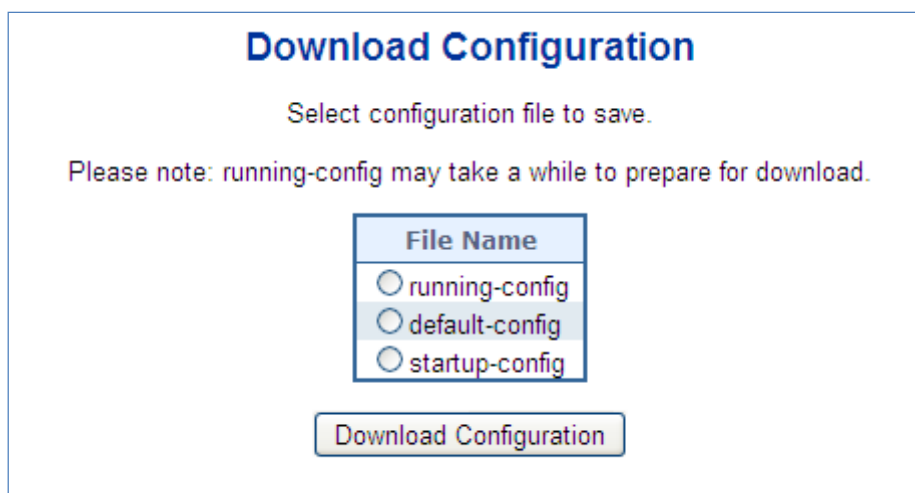 Download Configuration
Select configuration file to save.
Please note: running-config may take a while to prepare for download.
File Name
running-config
default-config
startup-config
Download Configuration